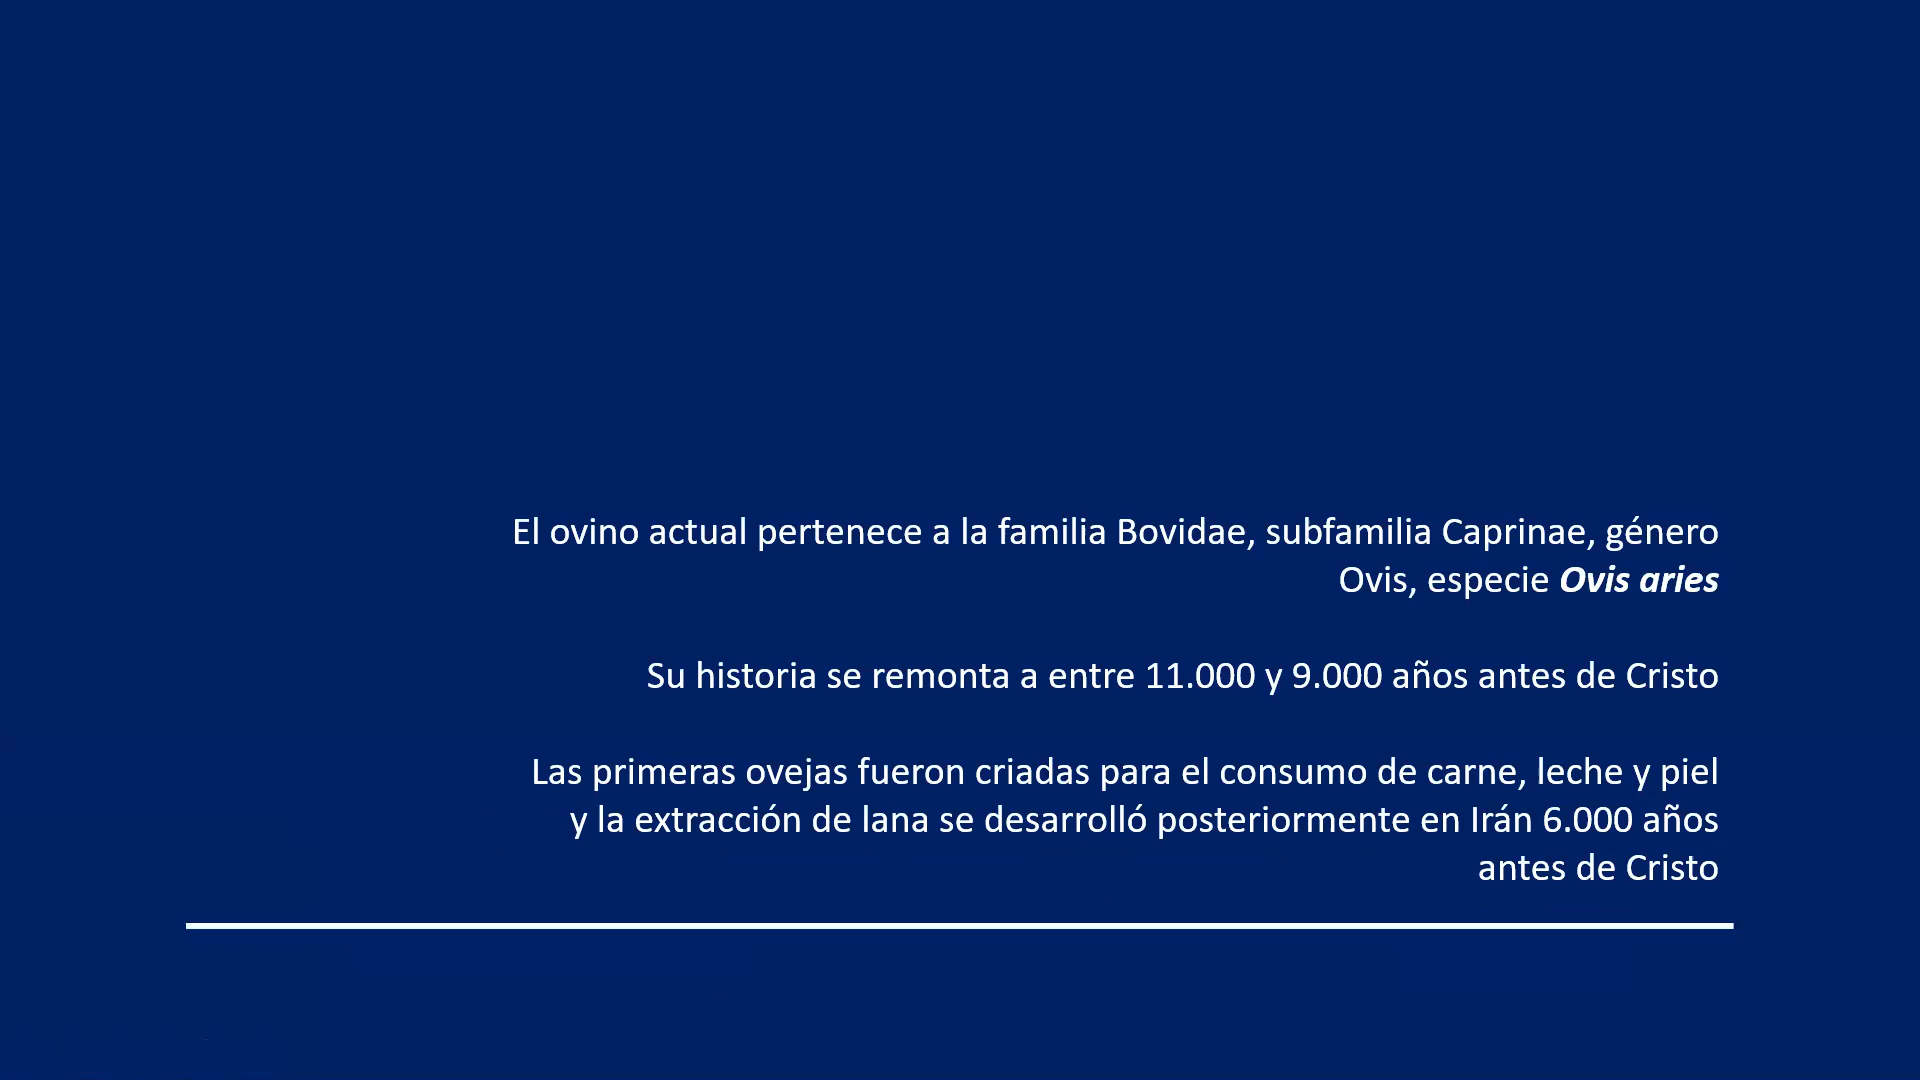 El ovino actual pertenece a la familia Bovidae, subfamilia Caprinae, género
Ovis, especie Ovis aries
Su historia se remonta a entre 11.000 y 9.000 años antes de Cristo
Las primeras ovejas fueron criadas para el consumo de carne, leche y piel
y la extracción de lana se desarrolló posteriormente en Irán 6.000 años
antes de Cristo